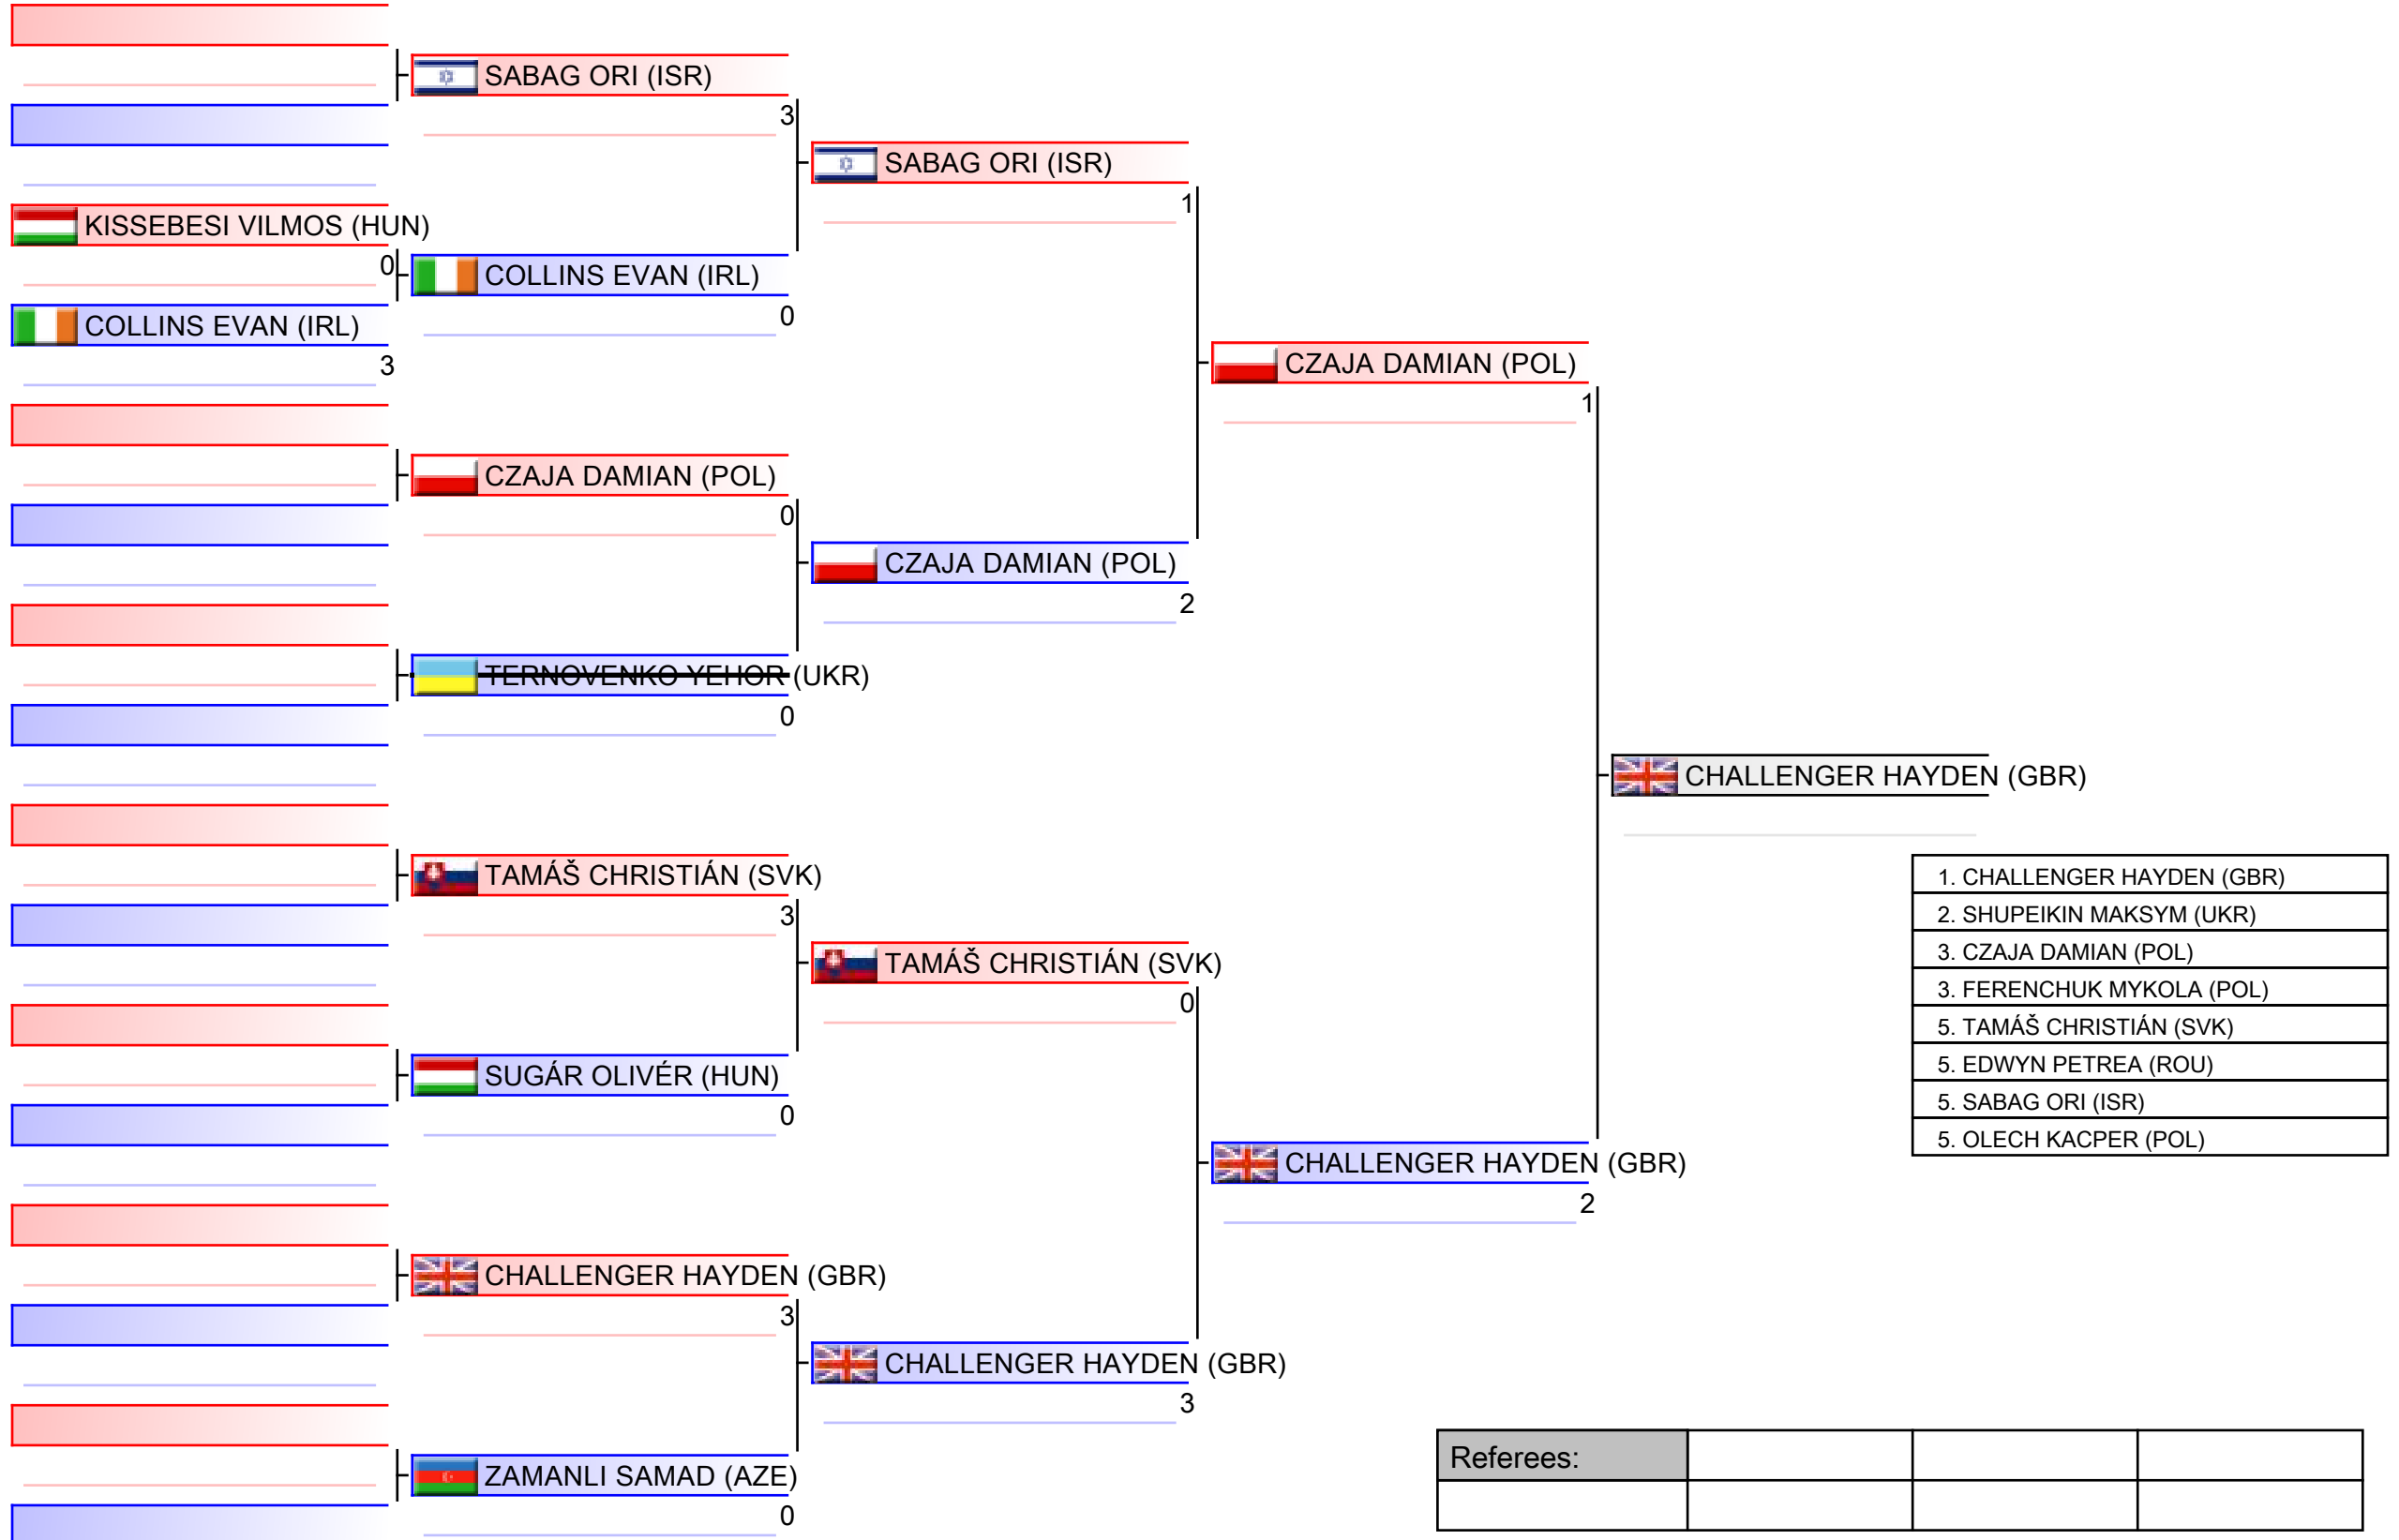 SABAG ORI (ISR)
3
SABAG ORI (ISR)
1
KISSEBESI VILMOS (HUN)
0
COLLINS EVAN (IRL)
0
COLLINS EVAN (IRL)
3
CZAJA DAMIAN (POL)
1
CZAJA DAMIAN (POL)
0
CZAJA DAMIAN (POL)
2
TERNOVENKO YEHOR (UKR)
0
CHALLENGER HAYDEN (GBR)
TAMÁŠ CHRISTIÁN (SVK)
3
TAMÁŠ CHRISTIÁN (SVK)
0
SUGÁR OLIVÉR (HUN)
0
CHALLENGER HAYDEN (GBR)
2
CHALLENGER HAYDEN (GBR)
3
CHALLENGER HAYDEN (GBR)
3
ZAMANLI SAMAD (AZE)
0
1. CHALLENGER HAYDEN (GBR)
2. SHUPEIKIN MAKSYM (UKR)
3. CZAJA DAMIAN (POL)
3. FERENCHUK MYKOLA (POL)
5. TAMÁŠ CHRISTIÁN (SVK)
5. EDWYN PETREA (ROU)
5. SABAG ORI (ISR)
5. OLECH KACPER (POL)
Referees: